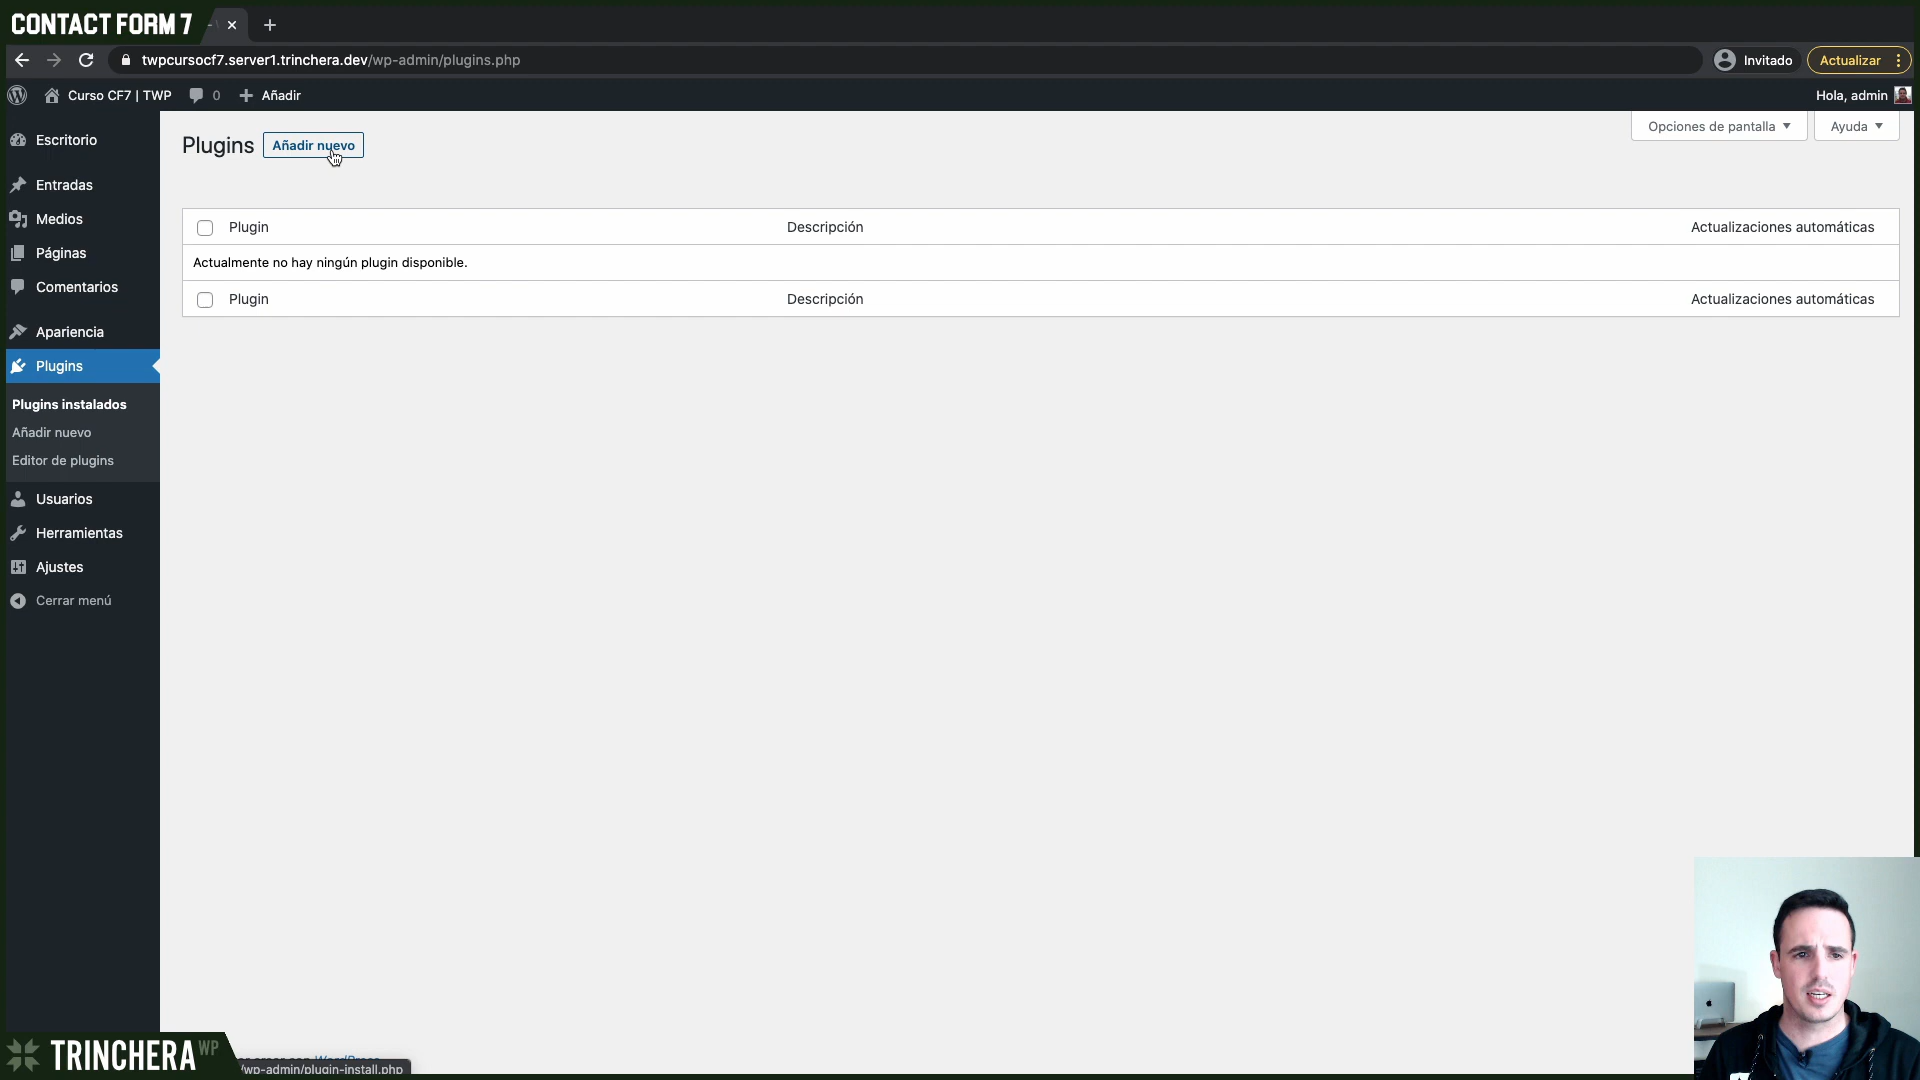 CONTACT FORM 7
twpcursocf7.server1.trinchera.dev/wp-admin/plugins.php
Invitado
Actualizar
Curso CF7 | TWP
0
Añadir
Hola, admin
Escritorio
Entradas
Medios
Páginas
Comentarios
Apariencia
Plugins
Plugins instalados
Añadir nuevo
Editor de plugins
Usuarios
Herramientas
Ajustes
Cerrar menú
Plugins
Añadir nuevo
Opciones de pantalla
Ayuda
Plugin
Descripción
Actualizaciones automáticas
Actualmente no hay ningún plugin disponible.
Plugin
Descripción
Actualizaciones automáticas
TRINCHERA WP
WordPress
/wp-admin/plugin-install.php